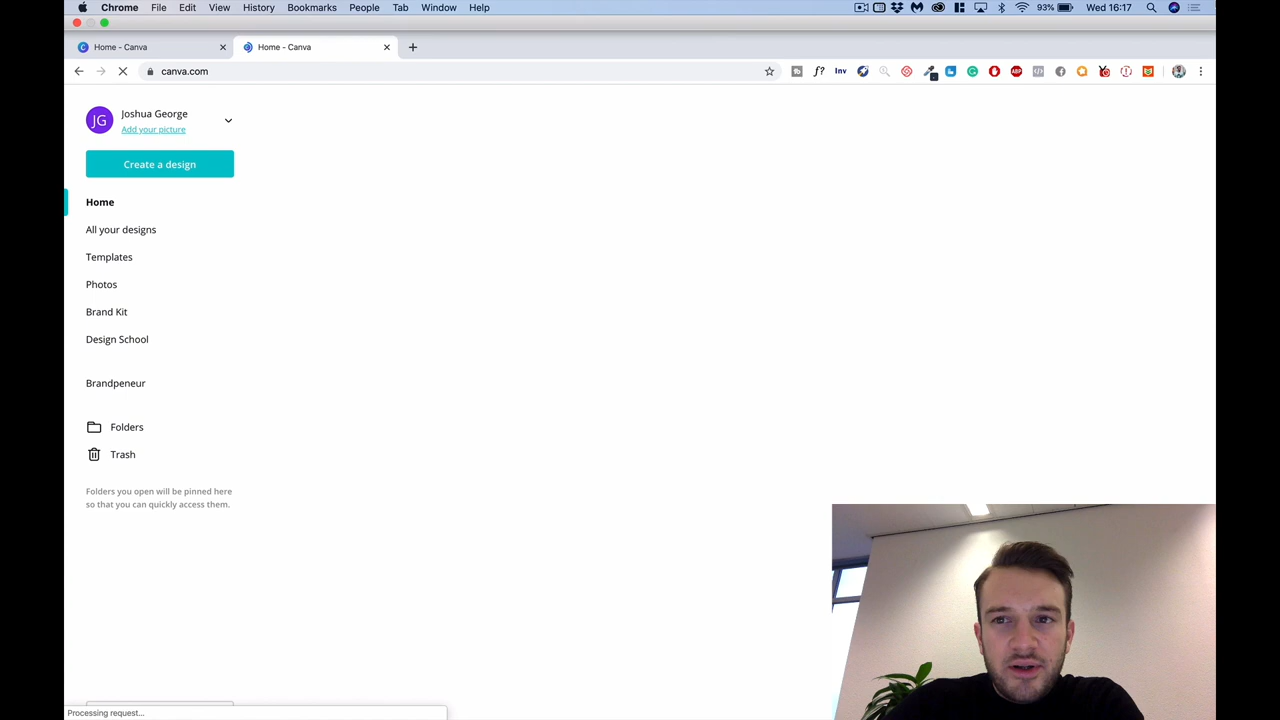 Chrome File Edit View History Bookmarks People Tab Window Help 93% Wed 16:17
Home - Canva Home - Canva
canva.com f? Inv ABP
JG Joshua George
Add your picture
Create a design
Home
All your designs
Templates
Photos
Brand Kit
Design School
Brandpeneur
Folders
Trash
Folders you open will be pinned here
so that you can quickly access them.
Processing request...